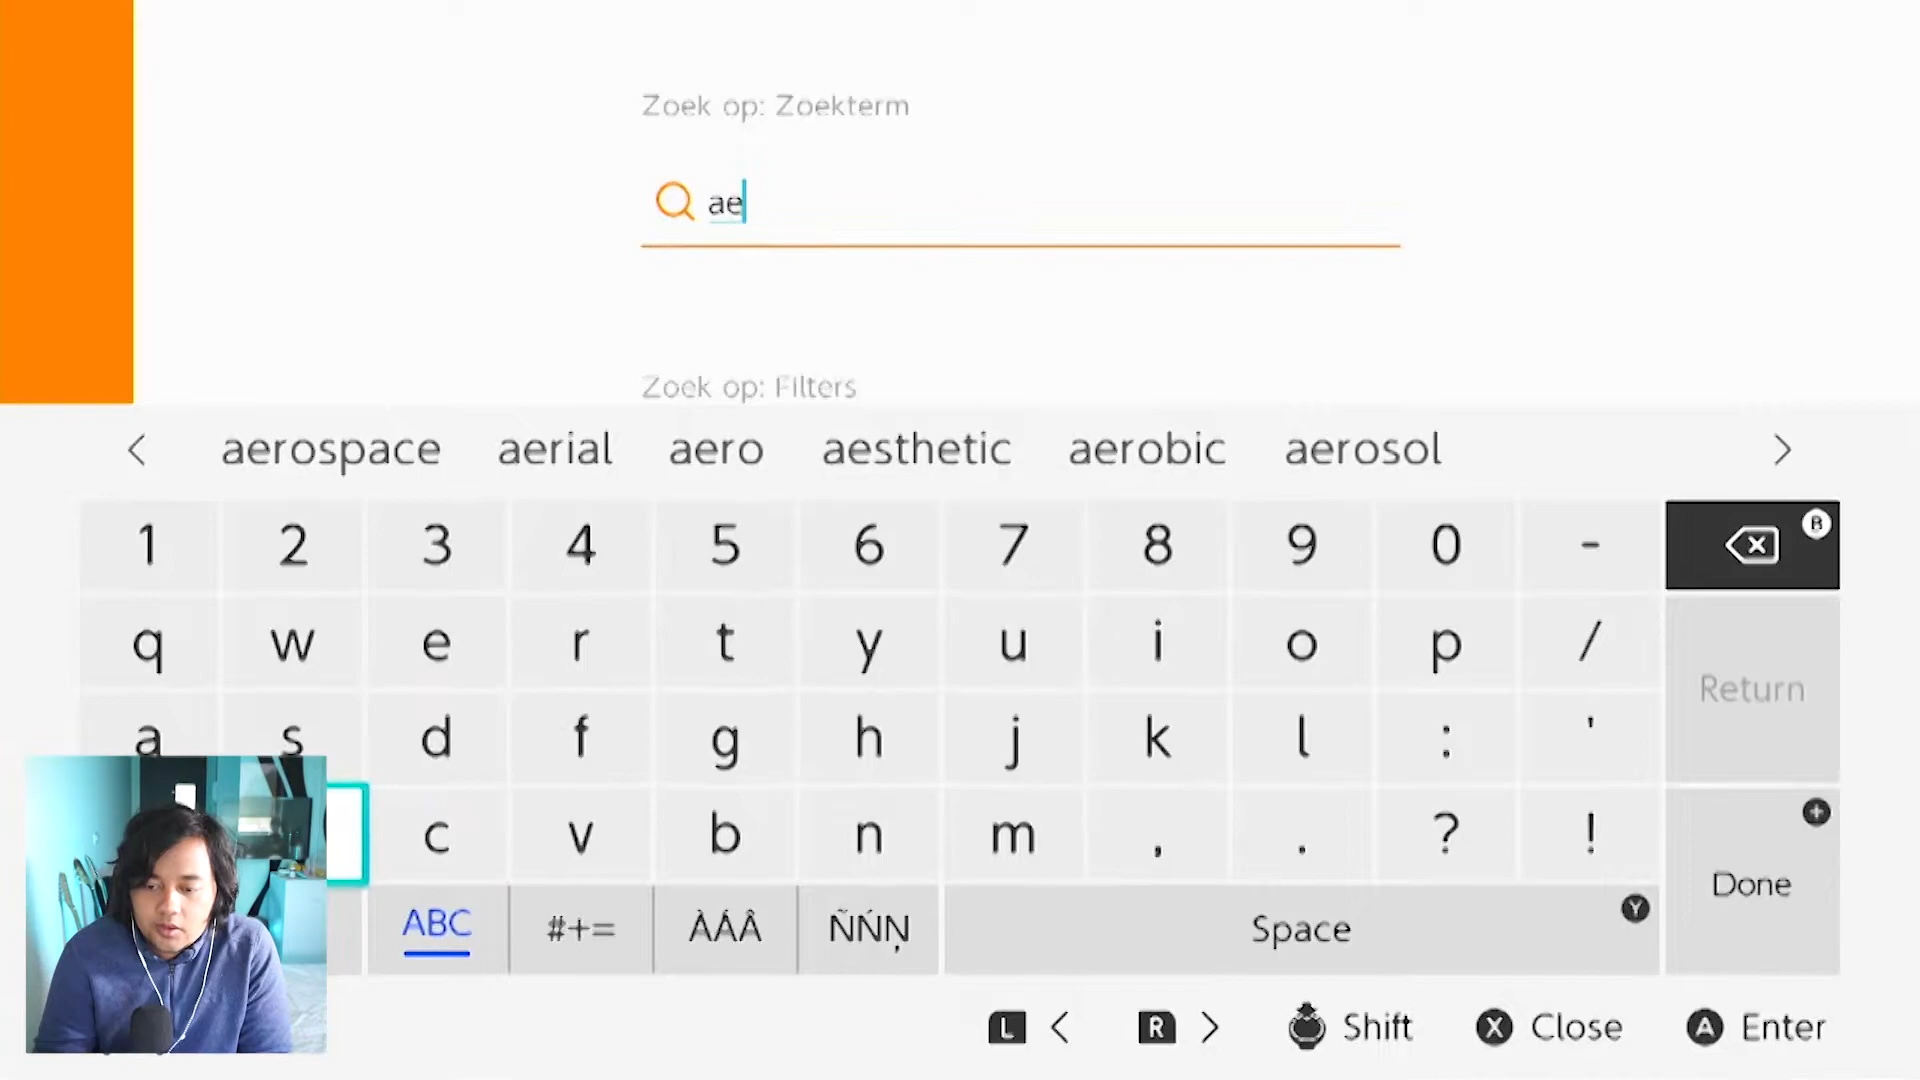 Zoek op: Zoekterm
ae
Zoek op: Filters
< aerospace aerial aero aesthetic aerobic aerosol >
1 2 3 4 5 6 7 8 9 0 - B
q w e r t y u i o p / Return
a s d f g h j k l : '
c v b n m , . ? ! + Done
ABC #+= ÀÁÂ ÑŃŅ Space Y
L < R > Shift X Close A Enter